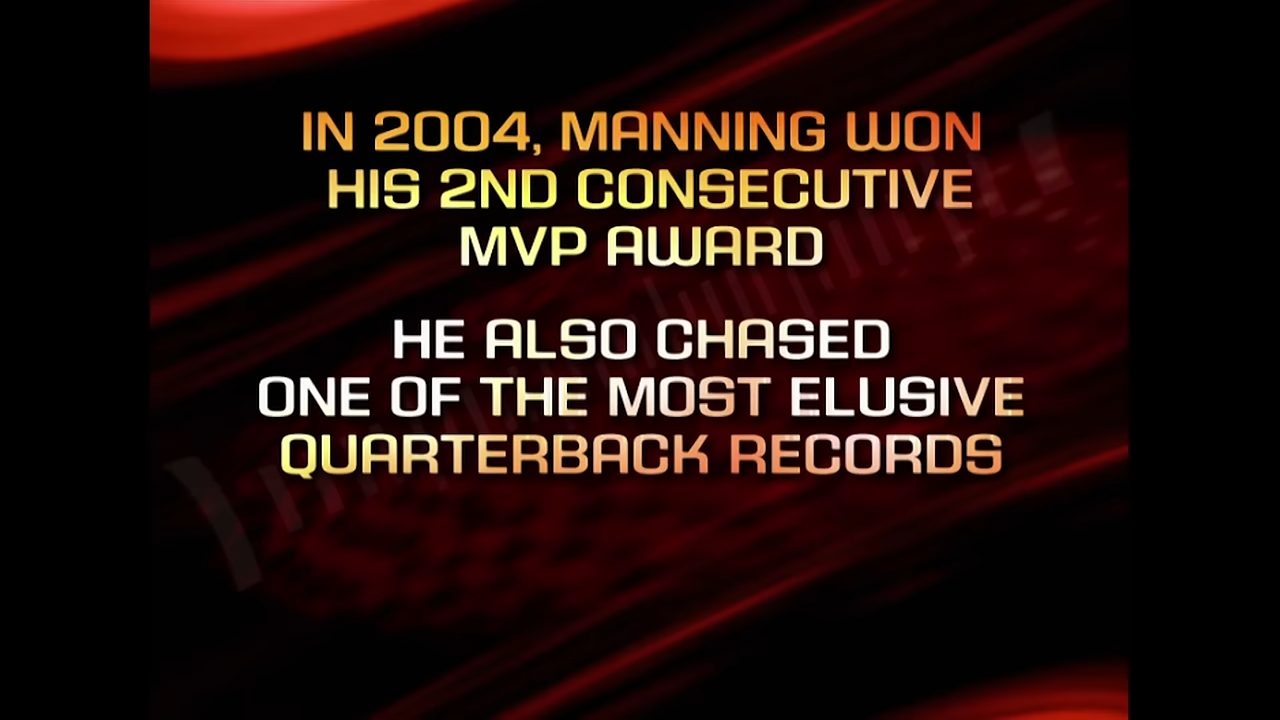 IN 2004, MANNING WON
HIS 2ND CONSECUTIVE
MVP AWARD
HE ALSO CHASED
ONE OF THE MOST ELUSIVE
QUARTERBACK RECORDS